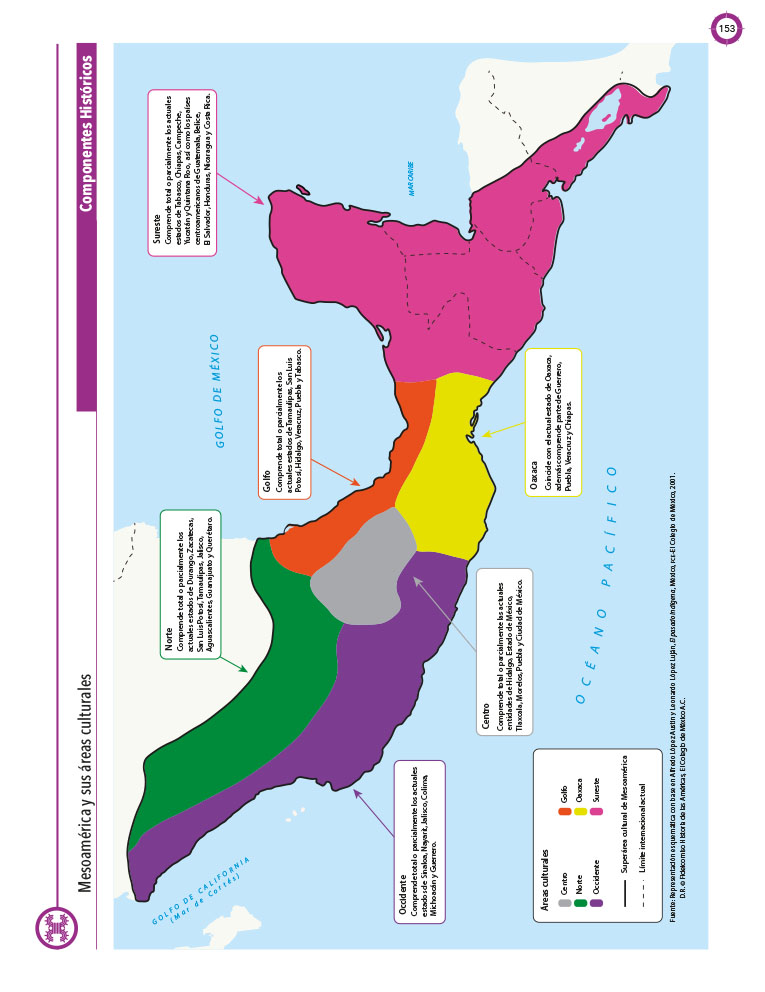 153
Componentes Históricos
Mesoamérica y sus áreas culturales
Sureste
Comprende total o parcialmente los actuales
estados de Tabasco, Chiapas, Campeche,
Yucatán y Quintana Roo, así como los países
centroamericanos de Guatemala, Belice,
El Salvador, Honduras, Nicaragua y Costa Rica.
MAR CARIBE
GOLFO DE MÉXICO
Golfo
Comprende total o parcialmente los
actuales estados de Tamaulipas, San Luis
Potosí, Hidalgo, Veracruz, Puebla y Tabasco.
Norte
Comprende total o parcialmente los
actuales estados de Durango, Zacatecas,
San Luis Potosí, Tamaulipas, Jalisco,
Aguascalientes, Guanajuato y Querétaro.
Oaxaca
Coincide con el actual estado de Oaxaca,
además comprende parte de Guerrero,
Puebla, Veracruz y Chiapas.
OCÉANO PACÍFICO
Centro
Comprende total o parcialmente las actuales
entidades de Hidalgo, Estado de México,
Tlaxcala, Morelos, Puebla y Ciudad de México.
Occidente
Comprende total o parcialmente los actuales
estados de Sinaloa, Nayarit, Jalisco, Colima,
Michoacán y Guerrero.
GOLFO DE CALIFORNIA
(Mar de Cortés)
Áreas culturales
Centro
Norte
Occidente
Golfo
Oaxaca
Sureste
Superárea cultural de Mesoamérica
Límite internacional actual
Fuente: Representación esquemática con base en Alfredo López Austin y Leonardo López Luján, El pasado indígena, México, FCE-El Colegio de México, 2001.
D.R. © Fideicomiso Historia de las Américas, El Colegio de México A.C.